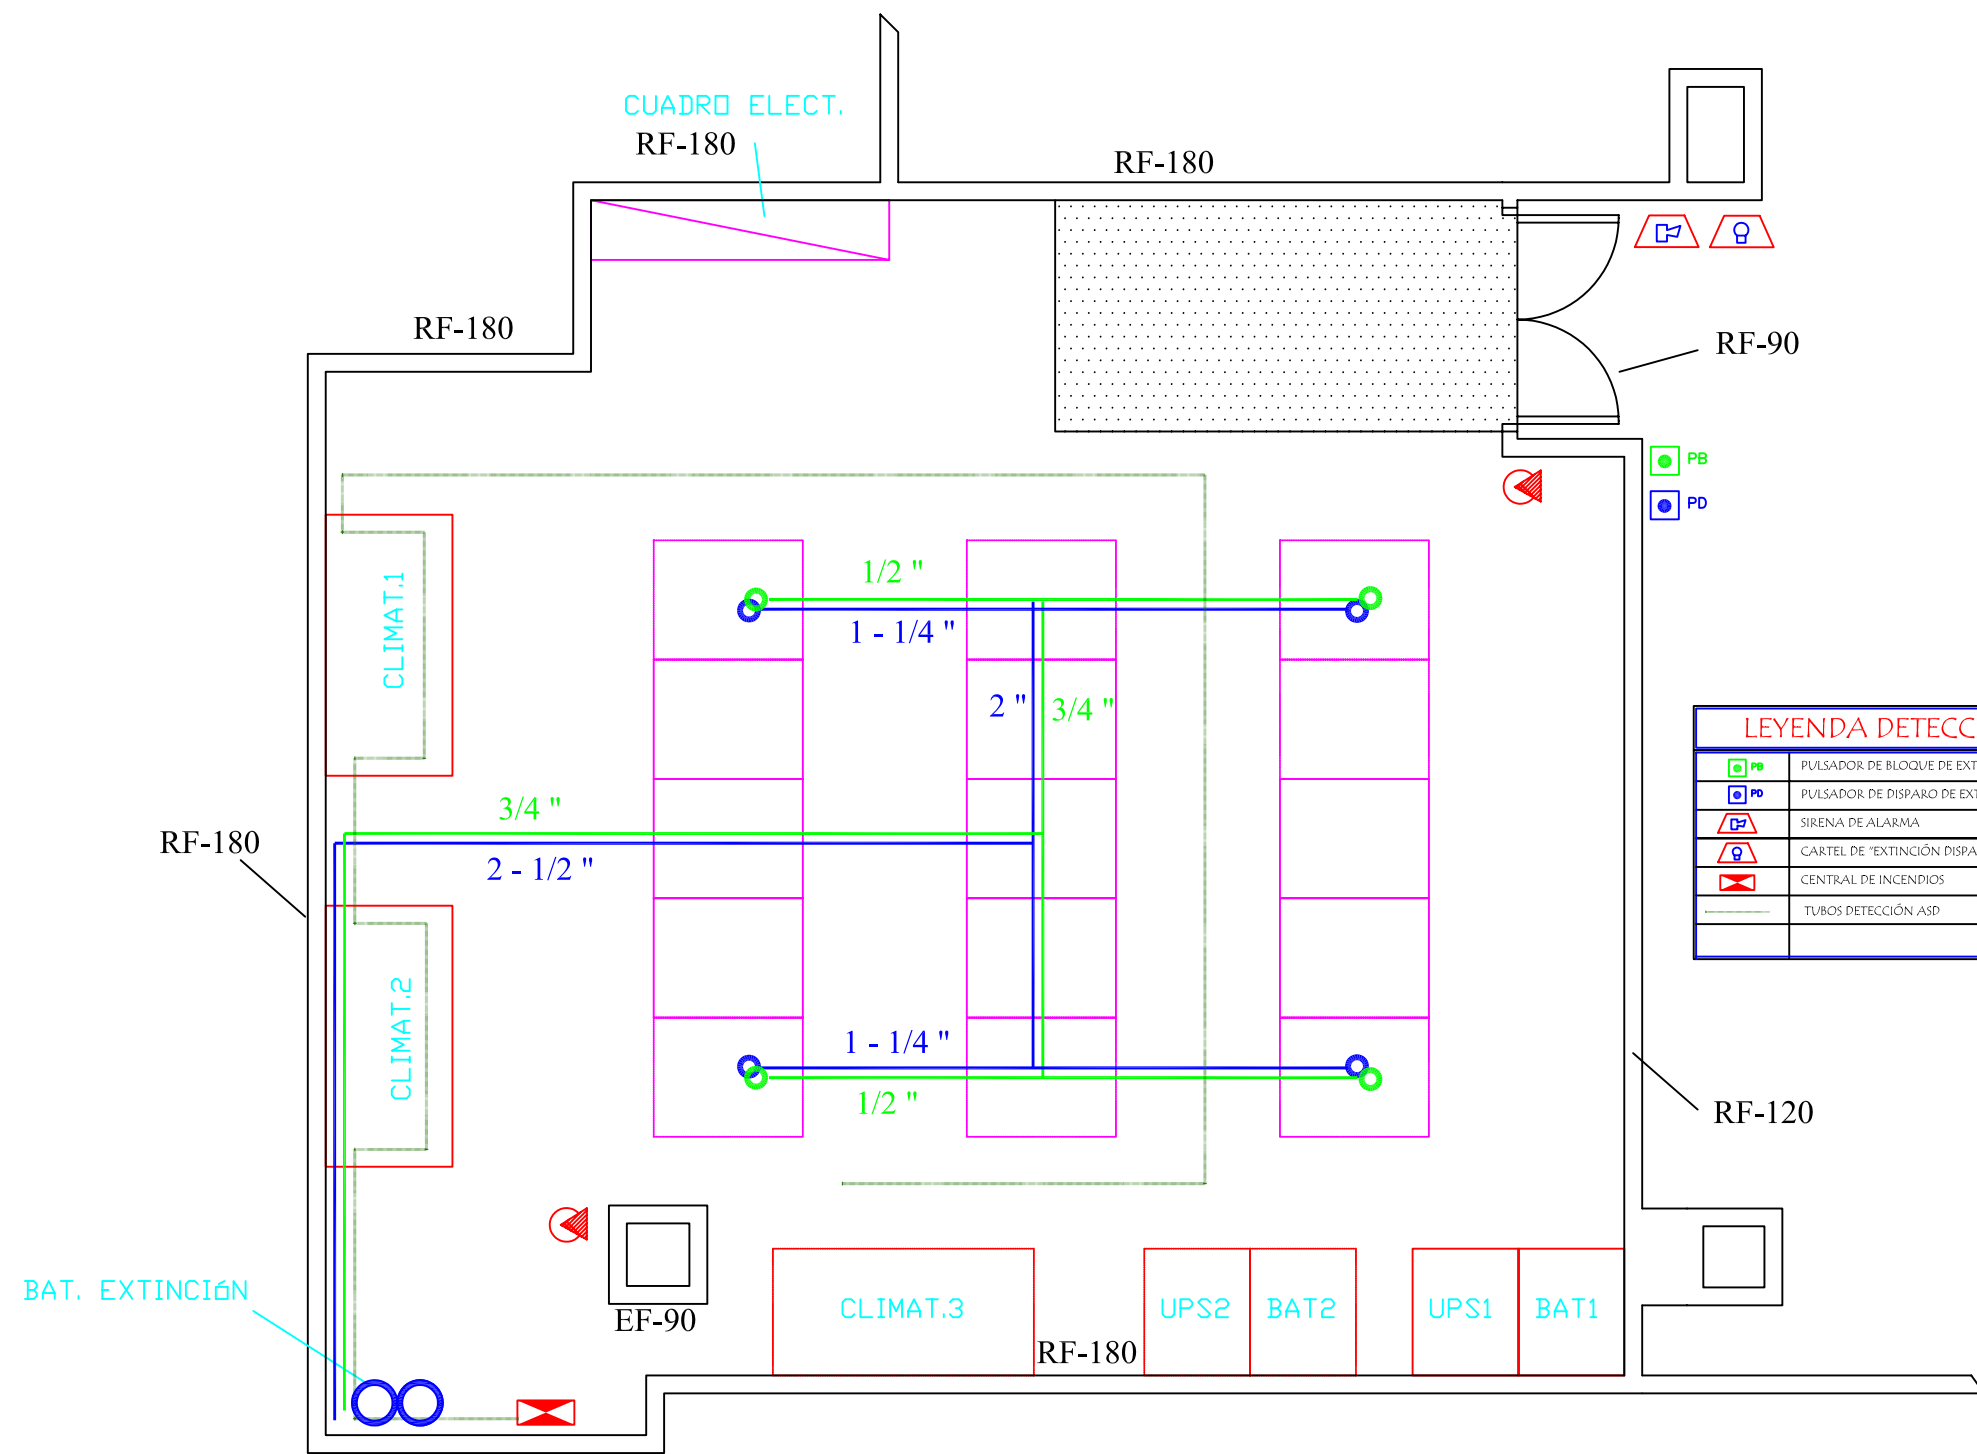 CUADRO ELECT.
RF-180
RF-180
RF-180
RF-90
PB
PD
CLIMAT.1
1/2 "
1 - 1/4 "
2 "
3/4 "
3/4 "
2 - 1/2 "
RF-180
LEYENDA DETECC
PB PULSADOR DE BLOQUE DE EXT
PD PULSADOR DE DISPARO DE EXT
SIRENA DE ALARMA
CARTEL DE "EXTINCIÓN DISPA
CENTRAL DE INCENDIOS
TUBOS DETECCIÓN ASD
CLIMAT.2
1 - 1/4 "
1/2 "
RF-120
BAT. EXTINCIóN
EF-90
CLIMAT.3
UPS2
BAT2
UPS1
BAT1
RF-180